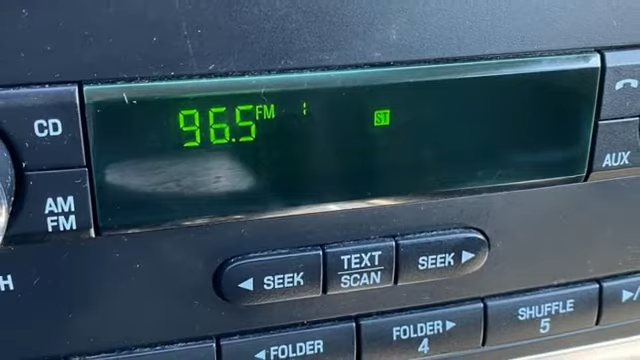 CD
96.5 FM 1 ST
AUX
AM
FM
H
◄ SEEK
TEXT
SCAN
SEEK ►
◄ FOLDER
FOLDER ►
4
SHUFFLE
5